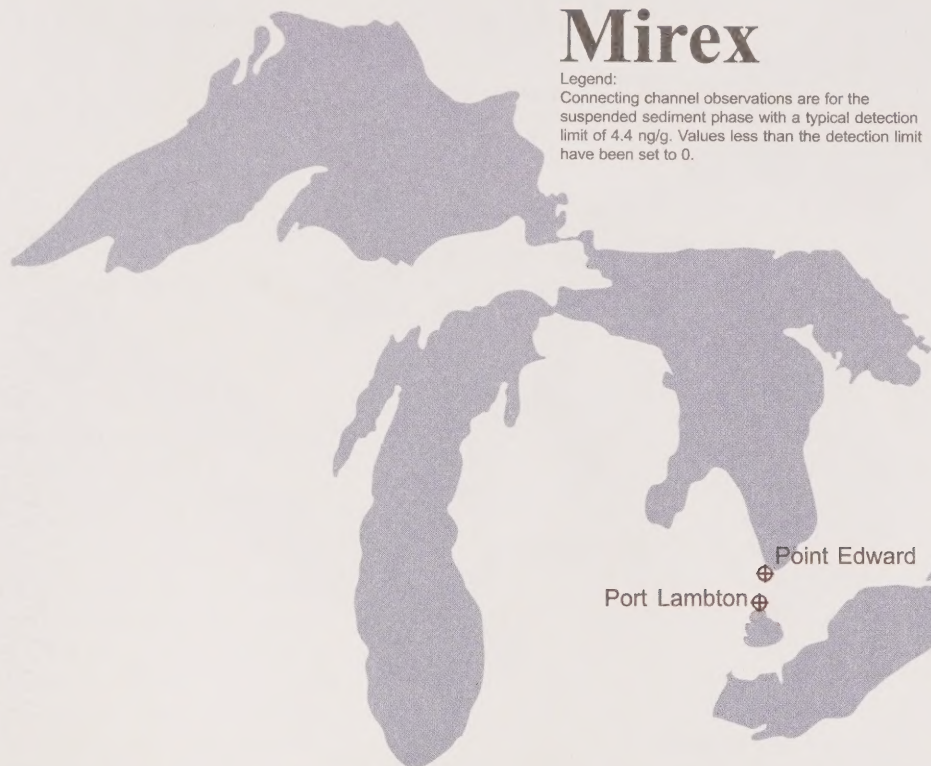 Mirex
Legend:
Connecting channel observations are for the
suspended sediment phase with a typical detection
limit of 4.4 ng/g. Values less than the detection limit
have been set to 0.
Point Edward
Port Lambton